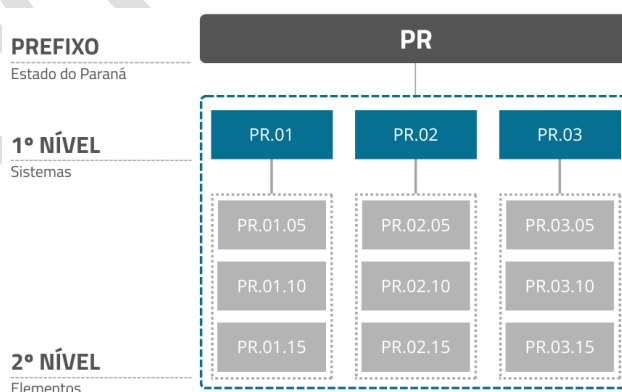 PREFIXO
Estado do Paraná
PR
1º NÍVEL
Sistemas
PR.01 PR.02 PR.03
PR.01.05 PR.02.05 PR.03.05
PR.01.10 PR.02.10 PR.03.10
PR.01.15 PR.02.15 PR.03.15
2º NÍVEL
Elementos